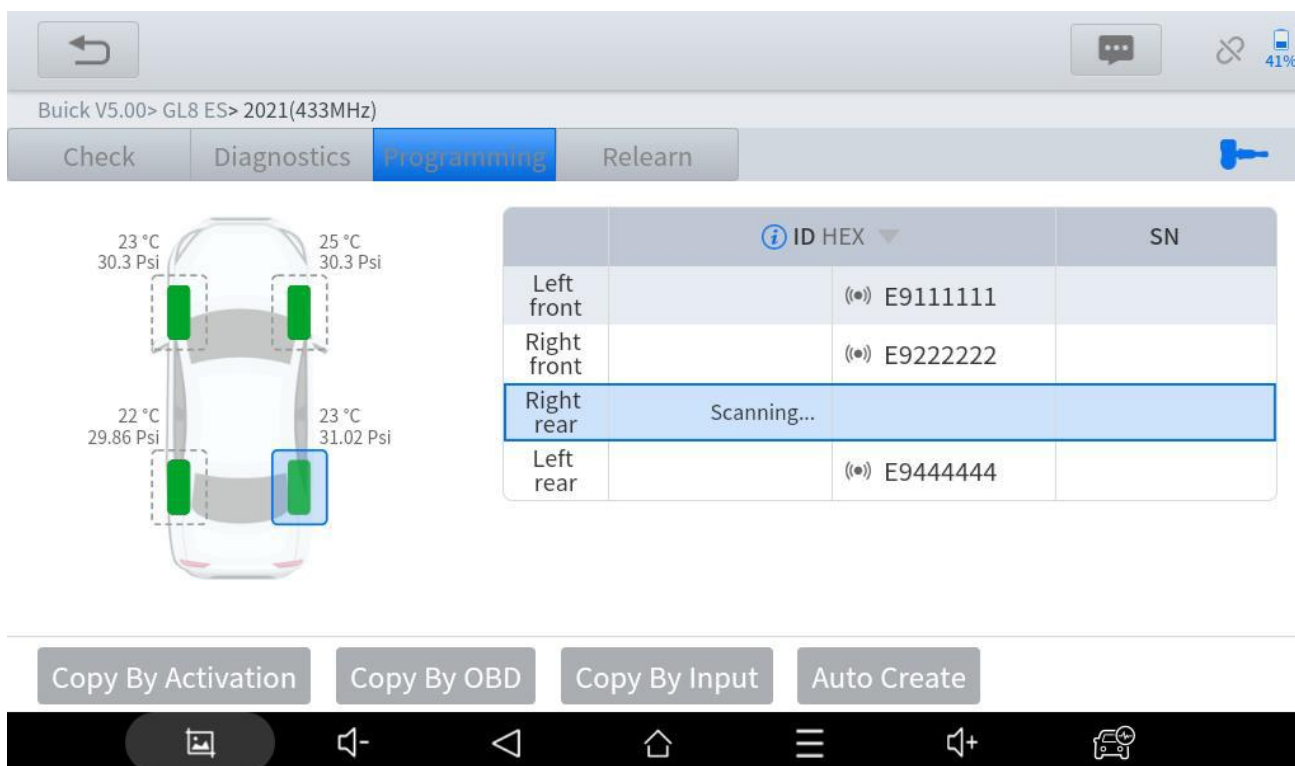 41%
Buick V5.00> GL8 ES> 2021(433MHz)
Check Diagnostics Programming Relearn
23 °C
30.3 Psi
25 °C
30.3 Psi
22 °C
29.86 Psi
23 °C
31.02 Psi
ID HEX SN
Left
front
E9111111
Right
front
E9222222
Right
rear
Scanning...
Left
rear
E9444444
Copy By Activation Copy By OBD Copy By Input Auto Create